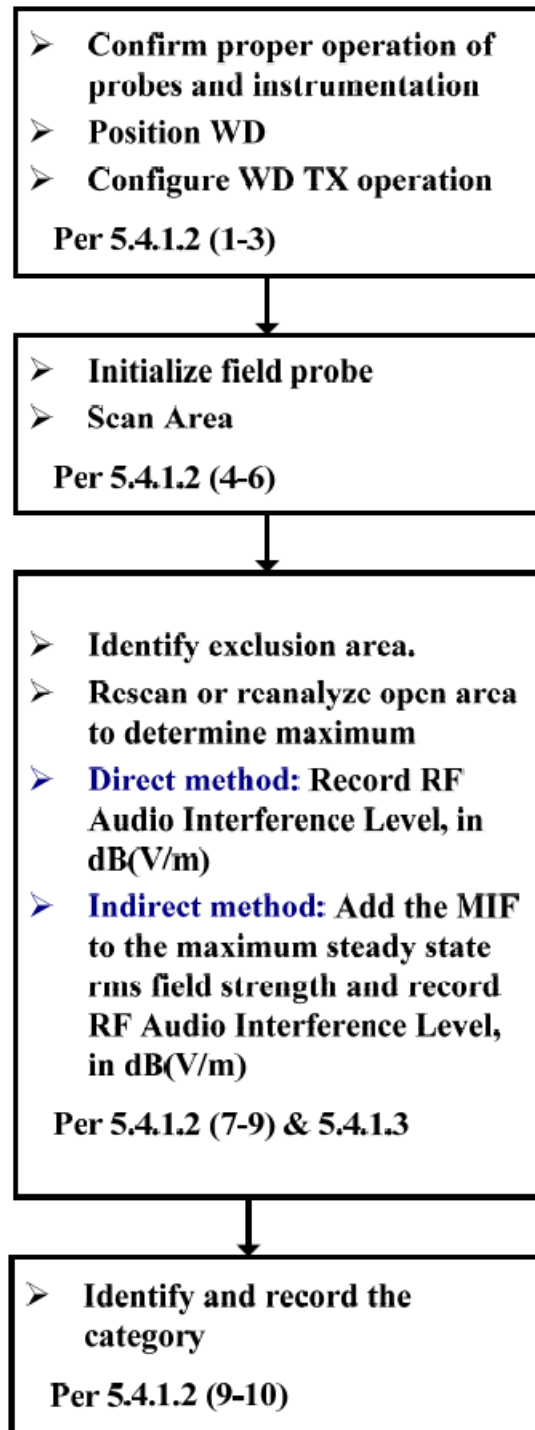 ➢ Confirm proper operation of
probes and instrumentation
➢ Position WD
➢ Configure WD TX operation
Per 5.4.1.2 (1-3)
➢ Initialize field probe
➢ Scan Area
Per 5.4.1.2 (4-6)
➢ Identify exclusion area.
➢ Rescan or reanalyze open area
to determine maximum
➢ Direct method: Record RF
Audio Interference Level, in
dB(V/m)
➢ Indirect method: Add the MIF
to the maximum steady state
rms field strength and record
RF Audio Interference Level,
in dB(V/m)
Per 5.4.1.2 (7-9) & 5.4.1.3
➢ Identify and record the
category
Per 5.4.1.2 (9-10)